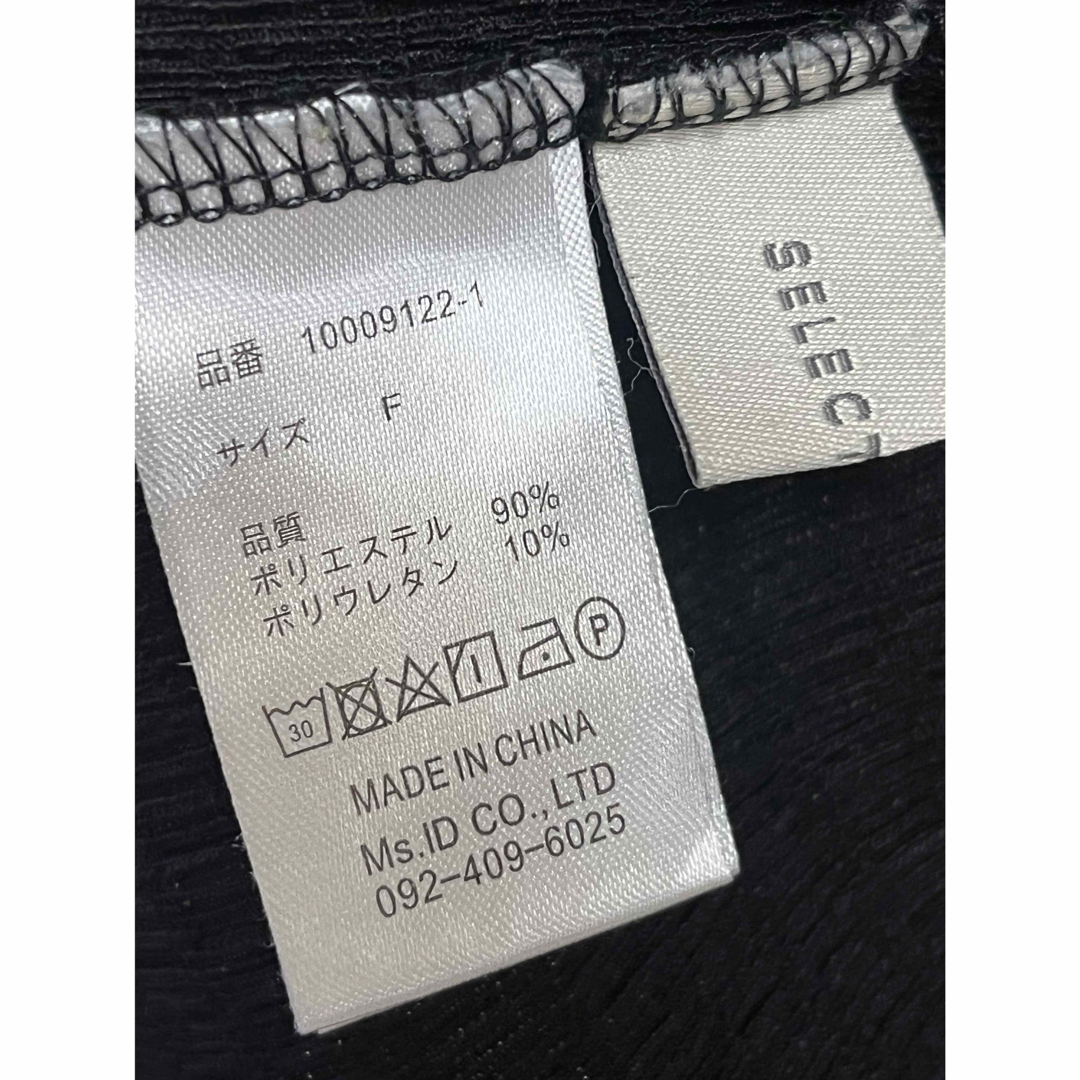 品番 10009122-1
サイズ F
品質
ポリエステル 90%
ポリウレタン 10%
30 P
MADE IN CHINA
Ms.ID CO.,LTD
092-409-6025
SELECT